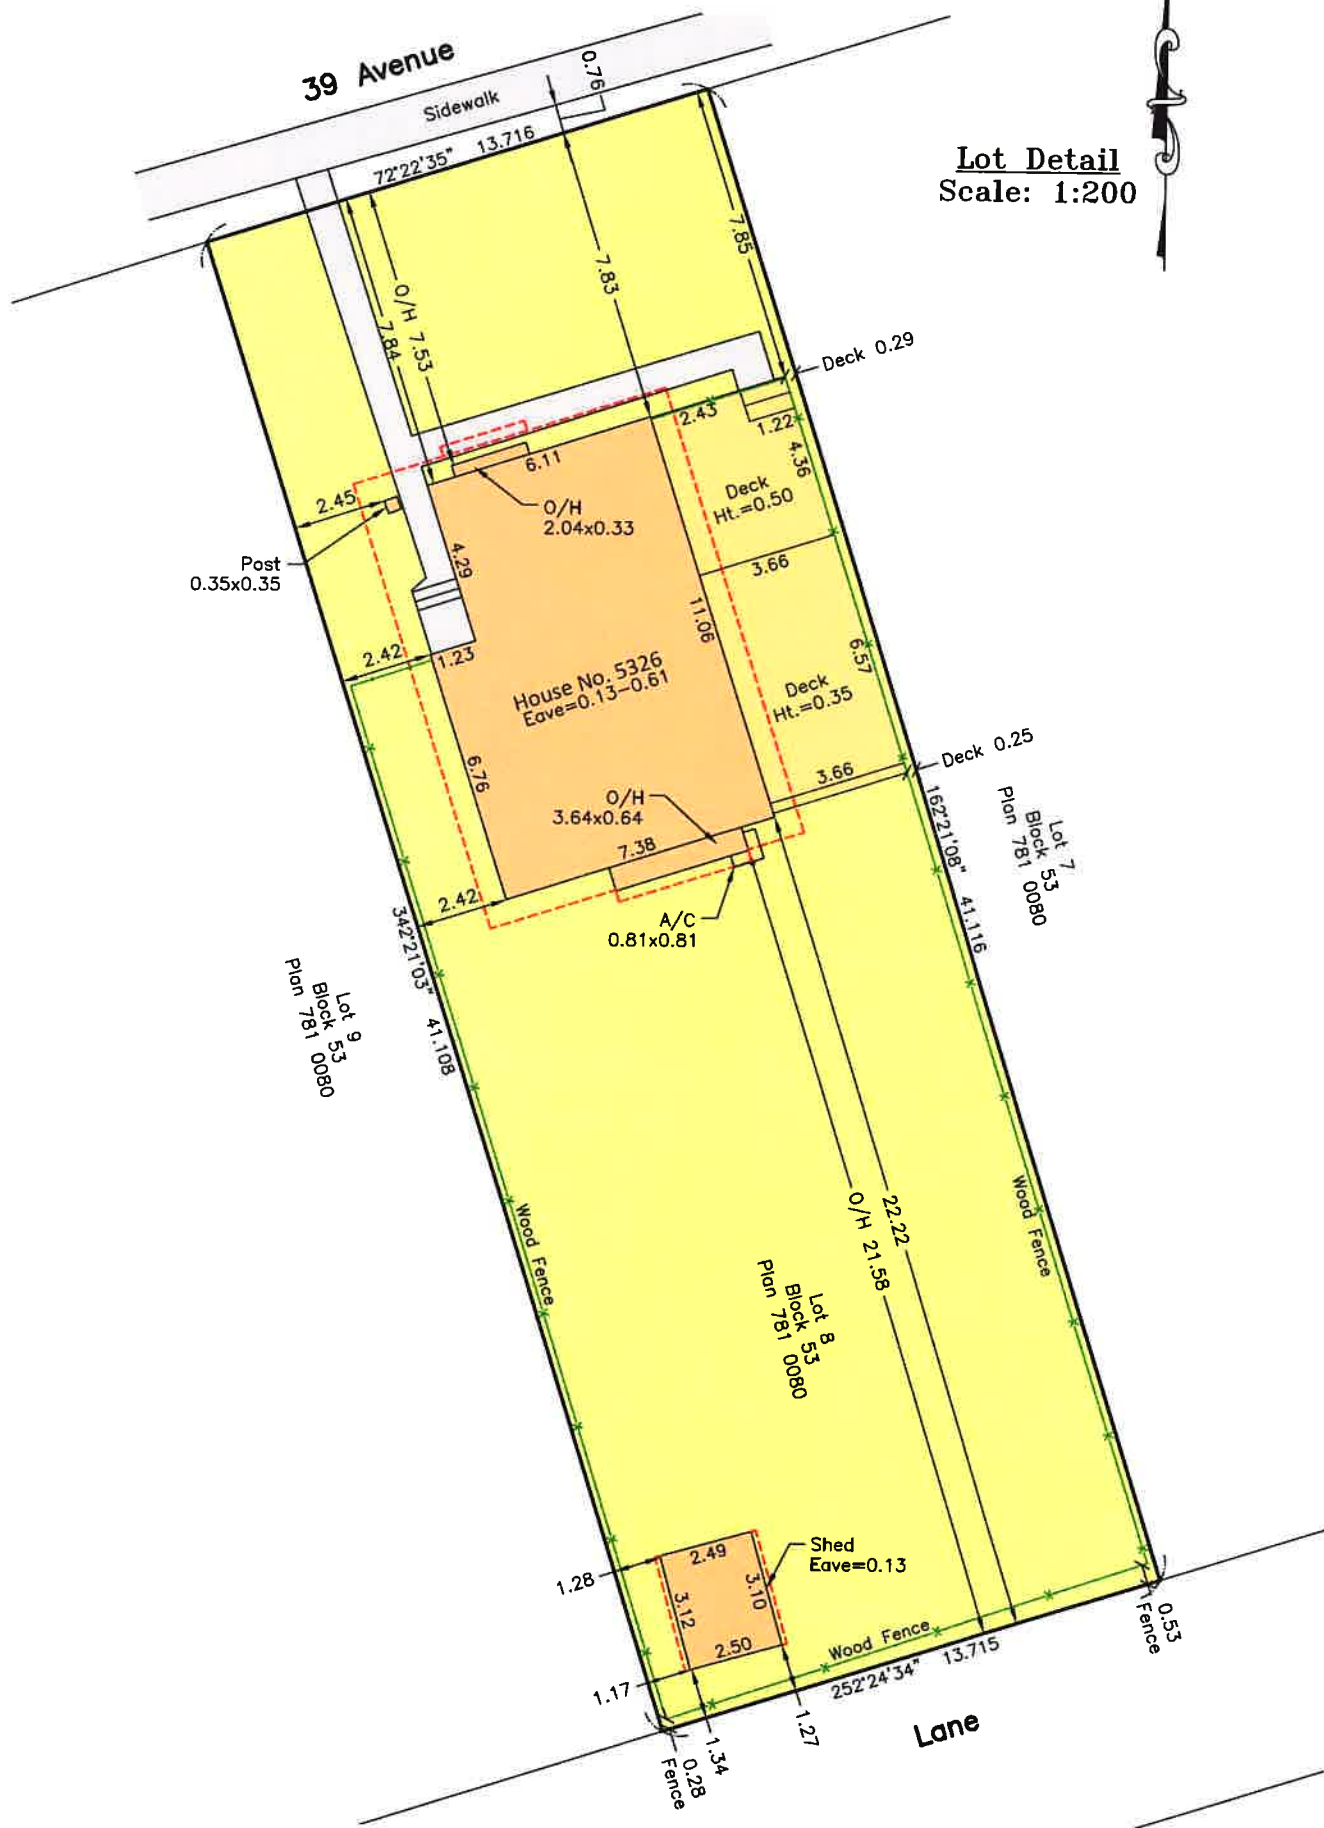 39 Avenue
Sidewalk
0.76
72°22'35" 13.716
Lot Detail
Scale: 1:200
7.85
7.83
O/H 7.53
7.84
Deck 0.29
2.43
1.22
4.36
6.11
2.45
O/H
2.04x0.33
Deck
Ht.=0.50
Post
0.35x0.35
4.29
3.66
11.06
2.42
1.23
House No. 5326
Eave=0.13-0.61
6.57
Deck
Ht.=0.35
Deck 0.25
6.76
3.66
O/H
3.64x0.64
7.38
162°21'08" 41.116
Lot 7
Block 53
Plan 781 0080
2.42
A/C
0.81x0.81
342°21'03" 41.108
Lot 9
Block 53
Plan 781 0080
Wood Fence
Wood Fence
O/H 21.58
22.22
Lot 8
Block 53
Plan 781 0080
1.28
2.49
Shed
Eave=0.13
3.12
3.10
2.50
1.17
Wood Fence
252°24'34" 13.715
0.53
Fence
1.27
1.34
0.28
Fence
Lane